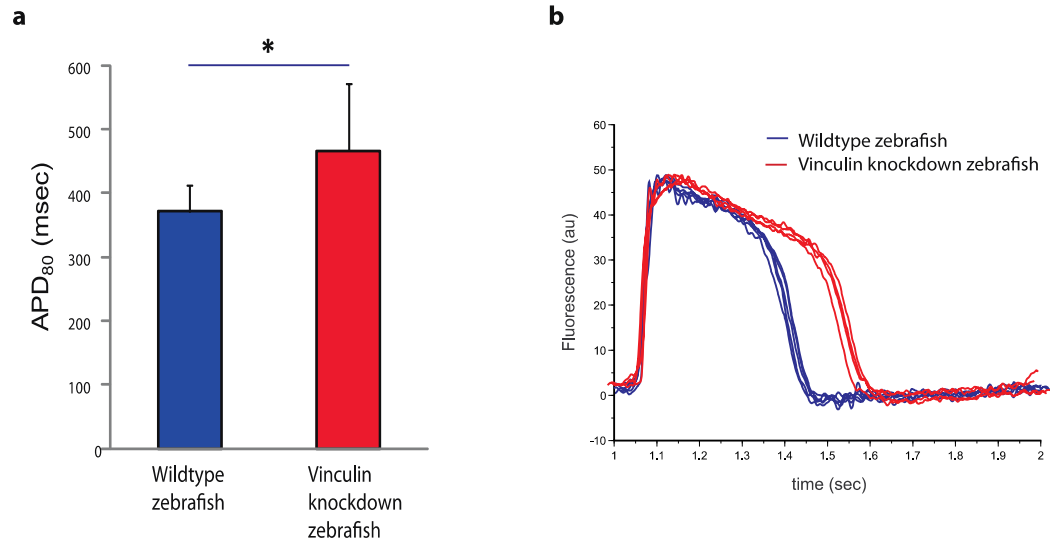 a
*
600
500
400
300
200
100
0
APD80 (msec)
Wildtype
zebrafish
Vinculin
knockdown
zebrafish
b
Wildtype zebrafish
Vinculin knockdown zebrafish
60
50
40
30
20
10
0
-10
Fluorescence (au)
1 1.1 1.2 1.3 1.4 1.5 1.6 1.7 1.8 1.9 2
time (sec)